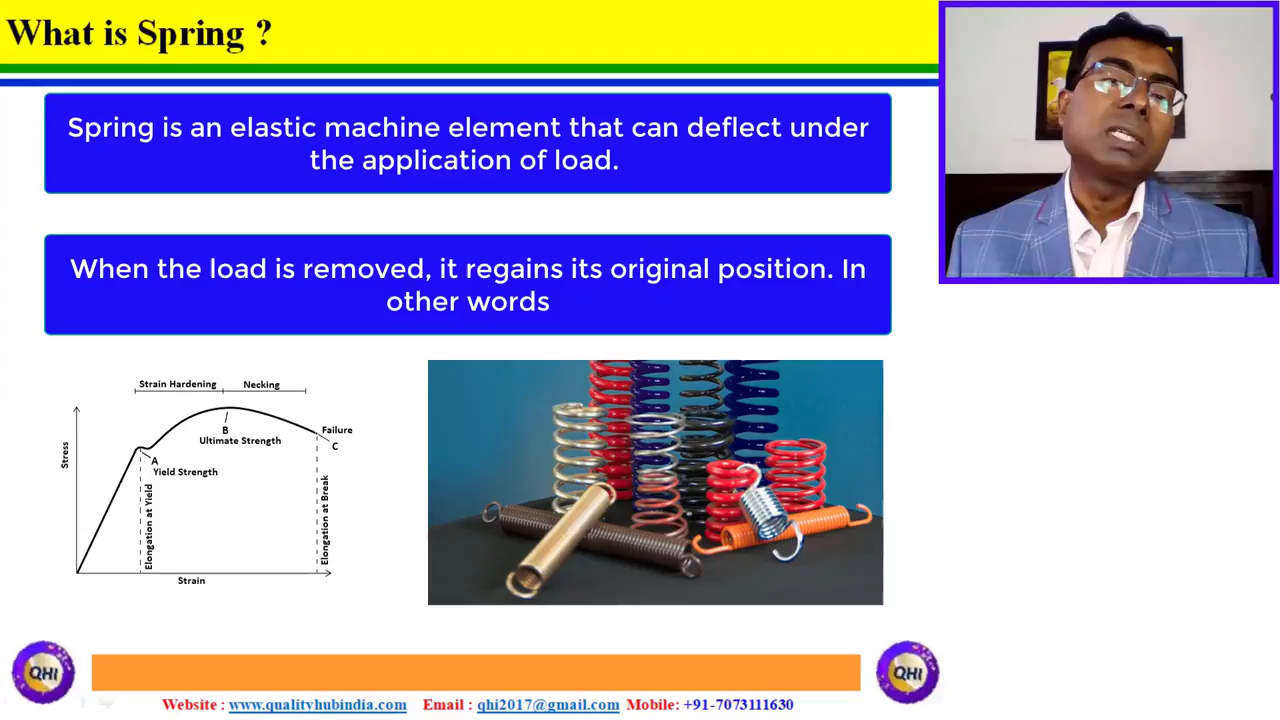 What is Spring ?
Spring is an elastic machine element that can deflect under
the application of load.
When the load is removed, it regains its original position. In
other words
Strain Hardening
Necking
Stress
B
Ultimate Strength
Failure
C
A
Yield Strength
Elongation at Yield
Elongation at Break
Strain
QHI
QHI
Website : www.qualityhubindia.com Email : qhi2017@gmail.com Mobile: +91-7073111630